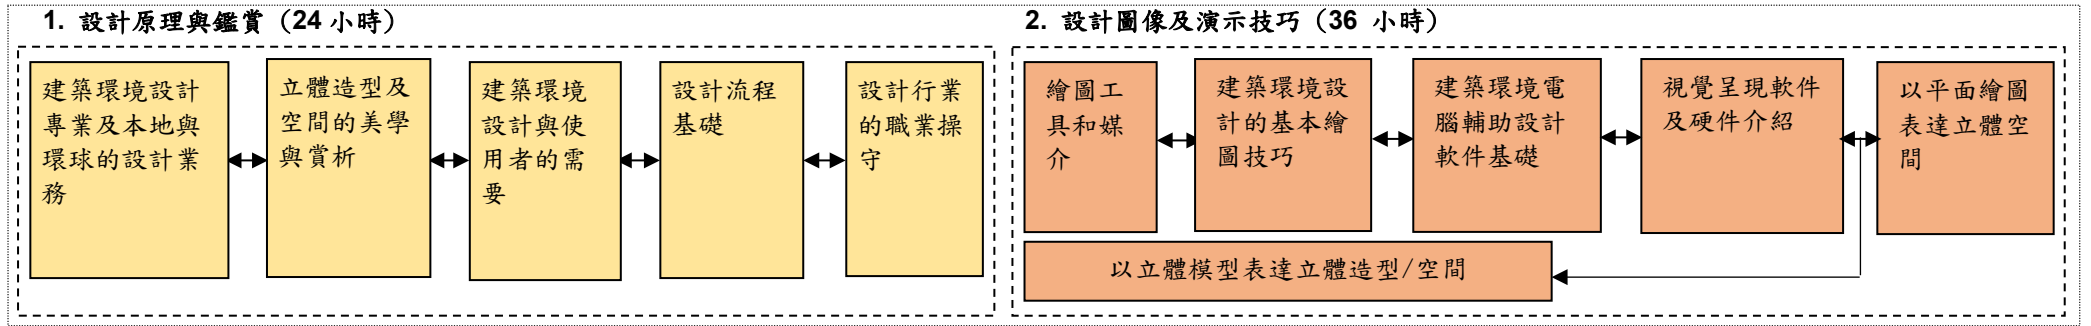 1. 設計原理與鑑賞（24 小時）
建築環境設計
專業及本地與
環球的設計業
務
立體造型及
空間的美學
與賞析
建築環境
設計與使
用者的需
要
設計流程
基礎
設計行業
的職業操
守
2. 設計圖像及演示技巧（36 小時）
繪圖工
具和媒
介
建築環境設
計的基本繪
圖技巧
建築環境電
腦輔助設計
軟件基礎
視覺呈現軟件
及硬件介紹
以平面繪圖
表達立體空
間
以立體模型表達立體造型/空間